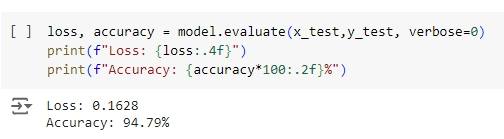 [ ] loss, accuracy = model.evaluate(x_test,y_test, verbose=0)
print(f"Loss: {loss:.4f}")
print(f"Accuracy: {accuracy*100:.2f}%")
Loss: 0.1628
Accuracy: 94.79%